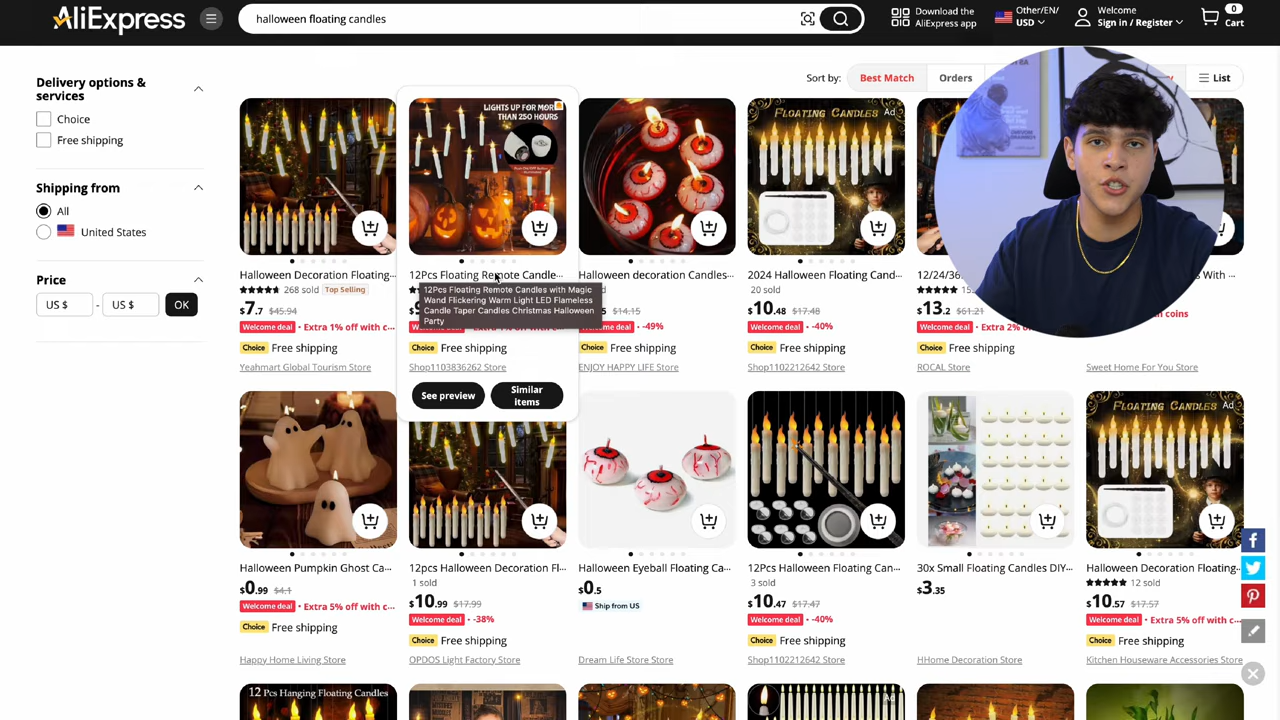 AliExpress
halloween floating candles
Download the
AliExpress app
Other/EN/
USD
Welcome
Sign in / Register
0
Cart
Delivery options &
services
Choice
Free shipping
Shipping from
All
United States
Price
US $
-
US $
OK
Sort by:
Best Match
Orders
List
LIGHTS UP FOR MORE
THAN 250 HOURS
FLOATING CANDLES
Ad
Halloween Decoration Floating-
268 sold
Top Selling
$7.7
$45.94
Welcome deal
· Extra 1% off with c...
Choice
Free shipping
Yeahmart Global Tourism Store
12Pcs Floating Remote Candle...
12Pcs Floating Remote Candles with Magic
Wand Flickering Warm Light LED Flameless
Candle Taper Candles Christmas Halloween
Party
Choice
Free shipping
Shop1103836262 Store
See preview
Similar
items
Halloween decoration Candles...
$14.15
deal
· -49%
Choice
Free shipping
ENJOY HAPPY LIFE Store
2024 Halloween Floating Cand...
20 sold
$10.48
$17.48
Welcome deal
· -40%
Choice
Free shipping
Shop1102212642 Store
12/24/36
$13.2
$61.21
Welcome deal
· Extra 2%
Choice
Free shipping
ROCAL Store
With ...
coins
Choice
Free shipping
Sweet Home For You Store
Halloween Pumpkin Ghost Ca...
$0.99
$4.1
Welcome deal
· Extra 5% off with c...
Choice
Free shipping
Happy Home Living Store
12pcs Halloween Decoration Fl...
1 sold
$10.99
$17.99
Welcome deal
· -38%
Choice
Free shipping
OPDOS Light Factory Store
Halloween Eyeball Floating Ca...
$0.5
Ship from US
Dream Life Store Store
12Pcs Halloween Floating Can...
3 sold
$10.47
$17.47
Welcome deal
· -40%
Choice
Free shipping
Shop1102212642 Store
30x Small Floating Candles DIY...
$3.35
HHome Decoration Store
FLOATING CANDLES
Ad
Halloween Decoration Floating...
12 sold
$10.57
$17.57
Welcome deal
· Extra 5% off with c...
Choice
Free shipping
Kitchen Houseware Accessories Store
12 Pcs Hanging Floating Candles
Ad